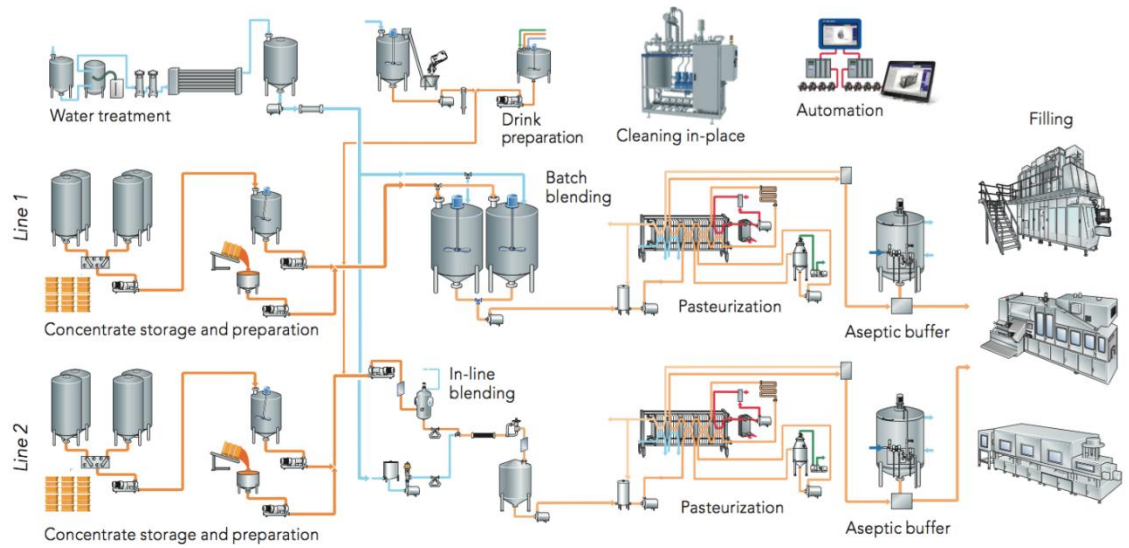 Water treatment
Drink
preparation
Cleaning in-place
Automation
Filling
Line 1
Batch
blending
Concentrate storage and preparation
Pasteurization
Aseptic buffer
Line 2
In-line
blending
Concentrate storage and preparation
Pasteurization
Aseptic buffer